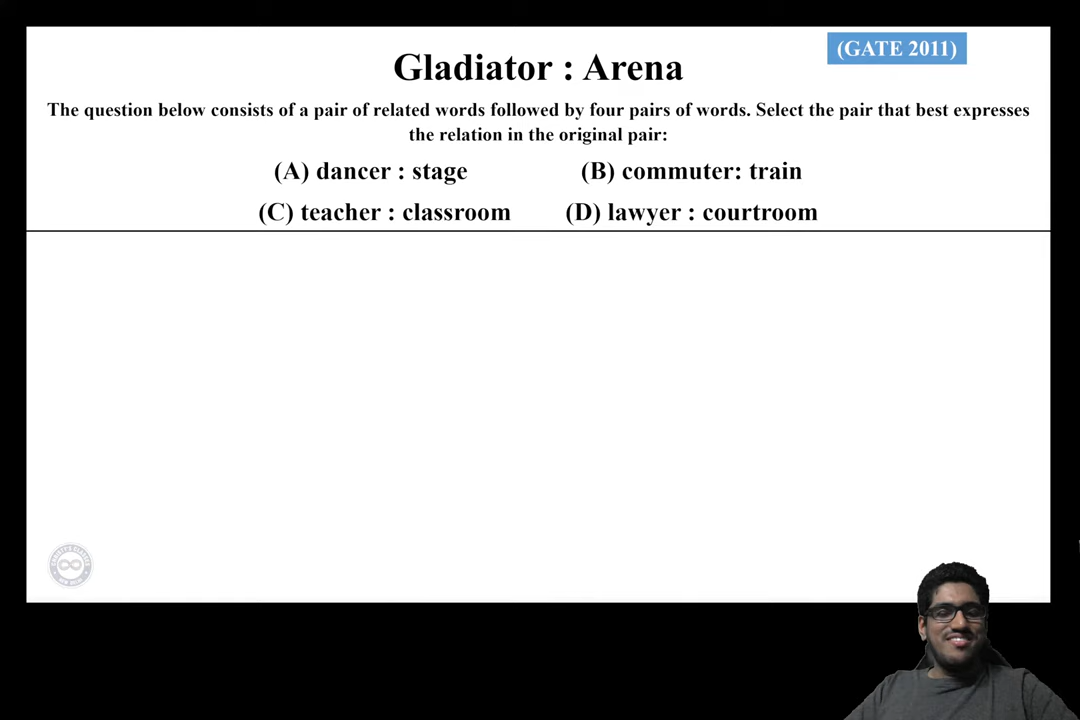 (GATE 2011)
Gladiator : Arena
The question below consists of a pair of related words followed by four pairs of words. Select the pair that best expresses
the relation in the original pair:
(A) dancer : stage (B) commuter: train
(C) teacher : classroom (D) lawyer : courtroom